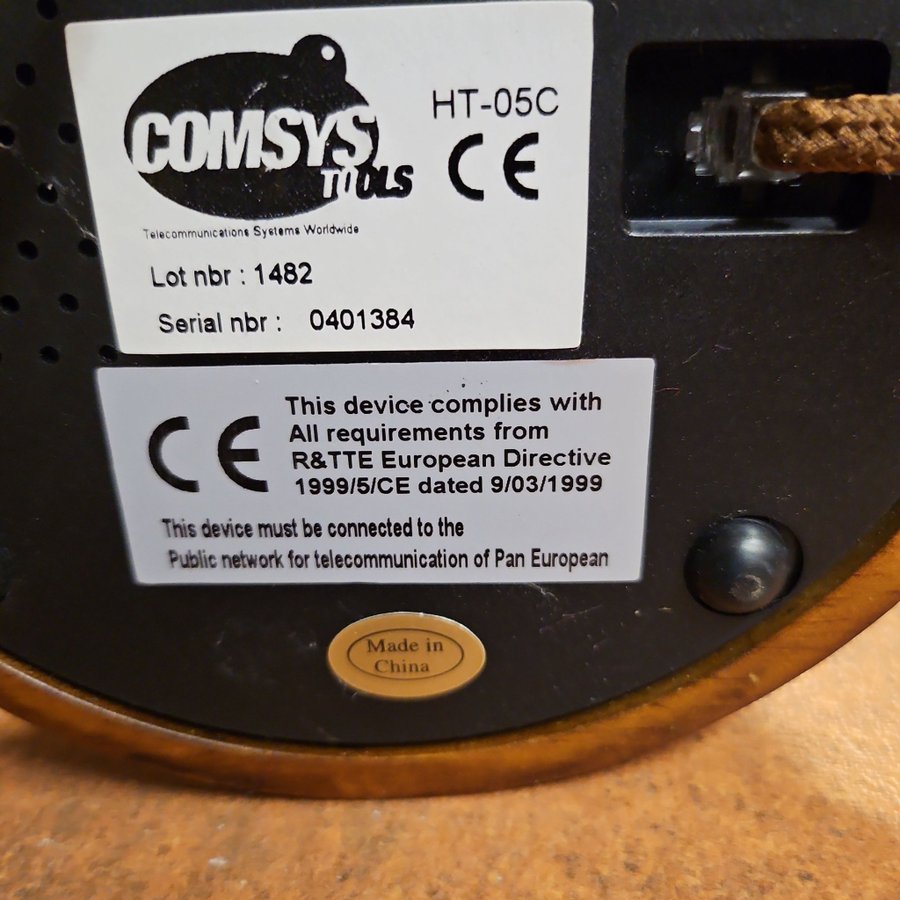 COMSYS
TOOLS
HT-05C
CE
Telecommunications Systems Worldwide
Lot nbr : 1482
Serial nbr : 0401384
CE
This device complies with
All requirements from
R&TTE European Directive
1999/5/CE dated 9/03/1999
This device must be connected to the
Public network for telecommunication of Pan European
Made in
China